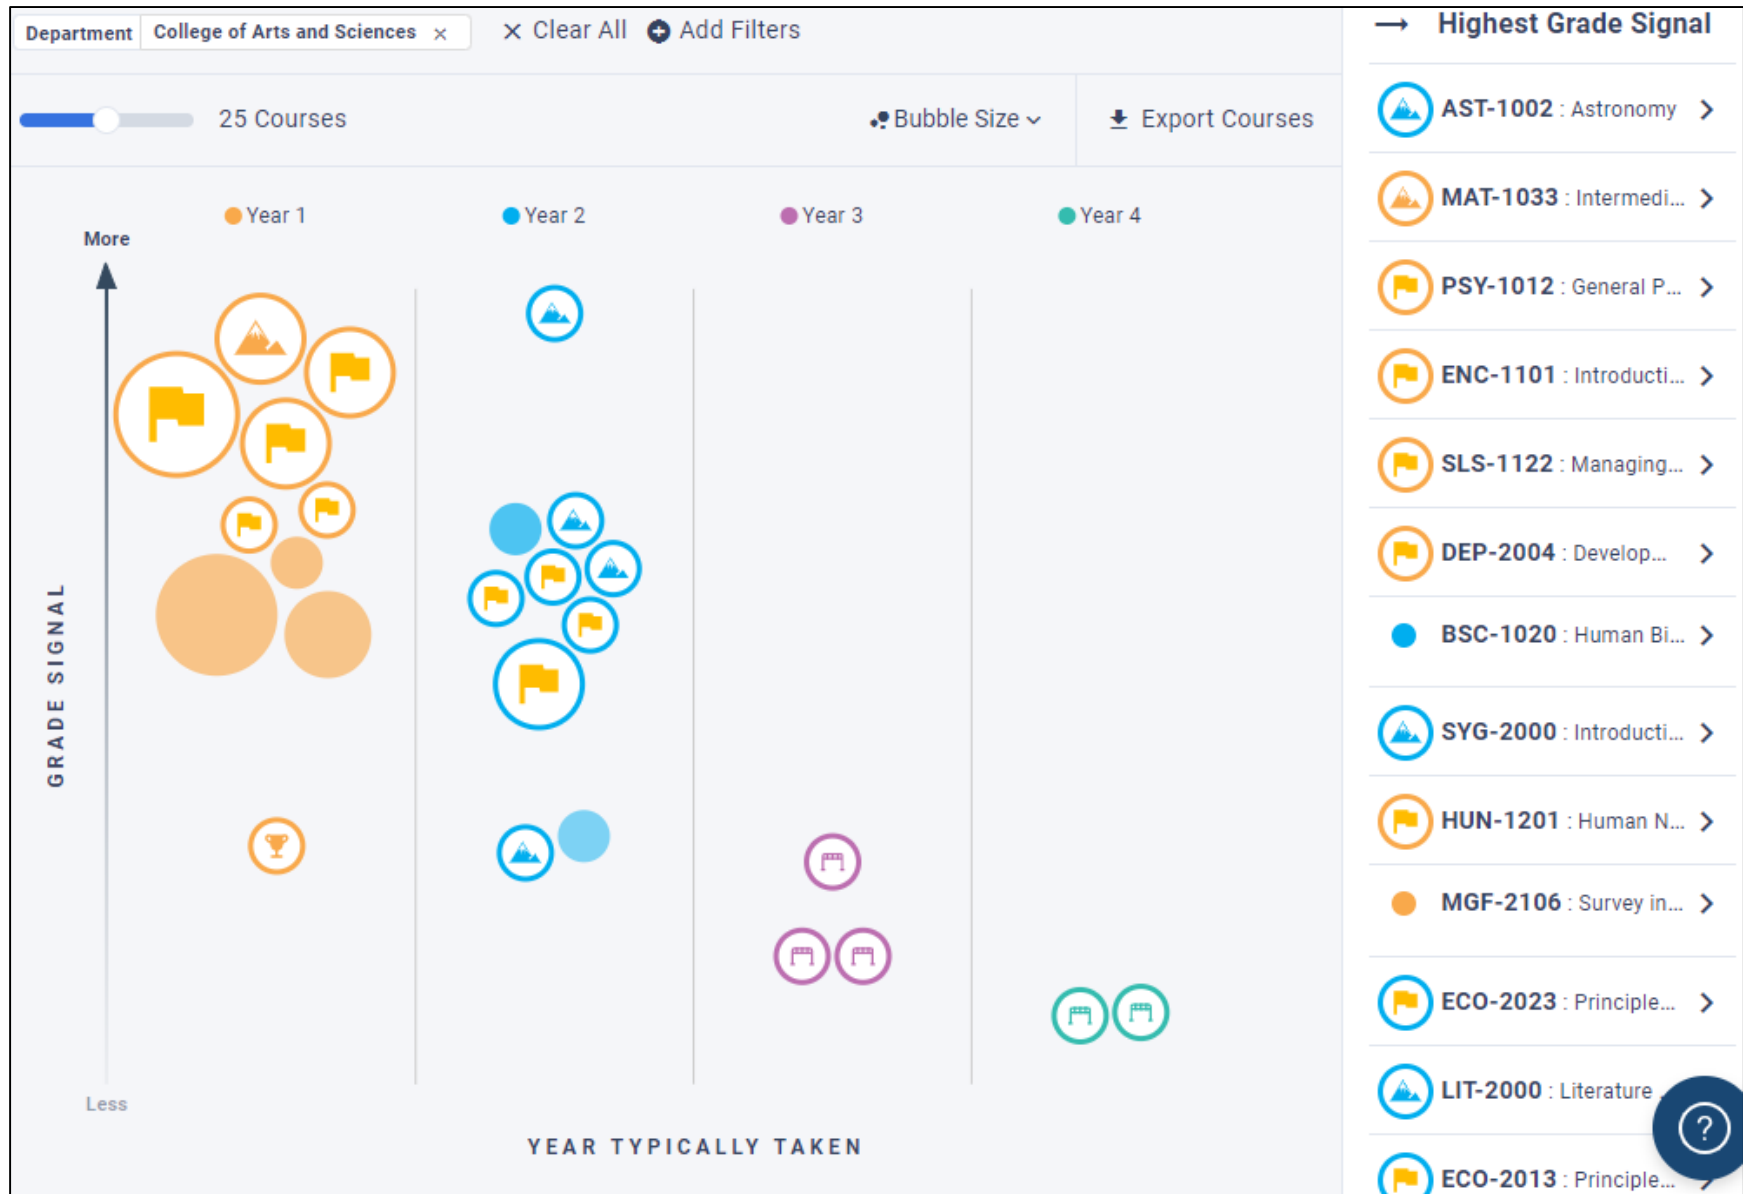 Department College of Arts and Sciences × × Clear All Add Filters
25 Courses Bubble Size Export Courses
Year 1 Year 2 Year 3 Year 4
More
GRADE SIGNAL
Less
YEAR TYPICALLY TAKEN
→ Highest Grade Signal
AST-1002 : Astronomy
MAT-1033 : Intermedi...
PSY-1012 : General P...
ENC-1101 : Introducti...
SLS-1122 : Managing...
DEP-2004 : Develop...
BSC-1020 : Human Bi...
SYG-2000 : Introducti...
HUN-1201 : Human N...
MGF-2106 : Survey in...
ECO-2023 : Principle...
LIT-2000 : Literature
ECO-2013 : Principle...
?